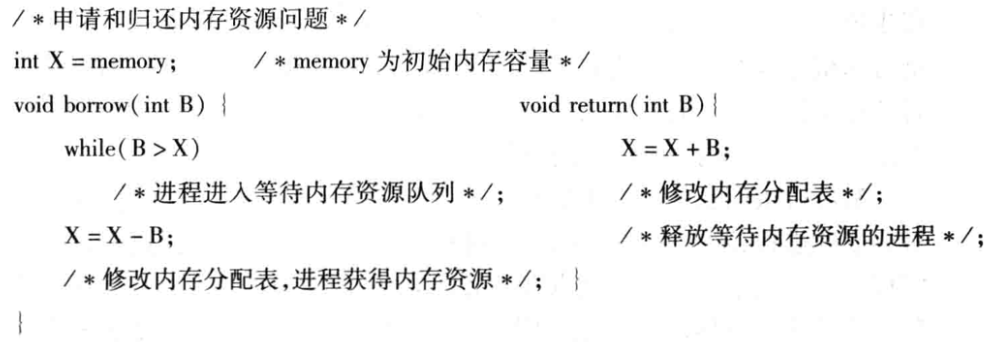 /*申请和归还内存资源问题*/
int X = memory; /*memory 为初始内存容量*/
void borrow( int B) { void return( int B) {
while( B > X) X = X + B;
/*进程进入等待内存资源队列*/; /*修改内存分配表*/;
X = X - B; /*释放等待内存资源的进程*/;
/*修改内存分配表,进程获得内存资源*/; }
}